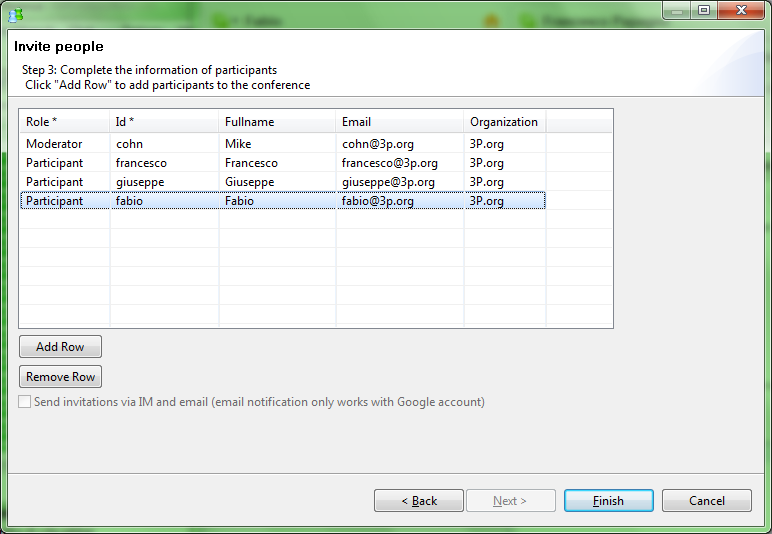 Invite people
Step 3: Complete the information of participants
Click "Add Row" to add participants to the conference
Role * Id * Fullname Email Organization
Moderator cohn Mike cohn@3p.org 3P.org
Participant francesco Francesco francesco@3p.org 3P.org
Participant giuseppe Giuseppe giuseppe@3p.org 3P.org
Participant fabio Fabio fabio@3p.org 3P.org
Add Row
Remove Row
Send invitations via IM and email (email notification only works with Google account)
< Back Next > Finish Cancel